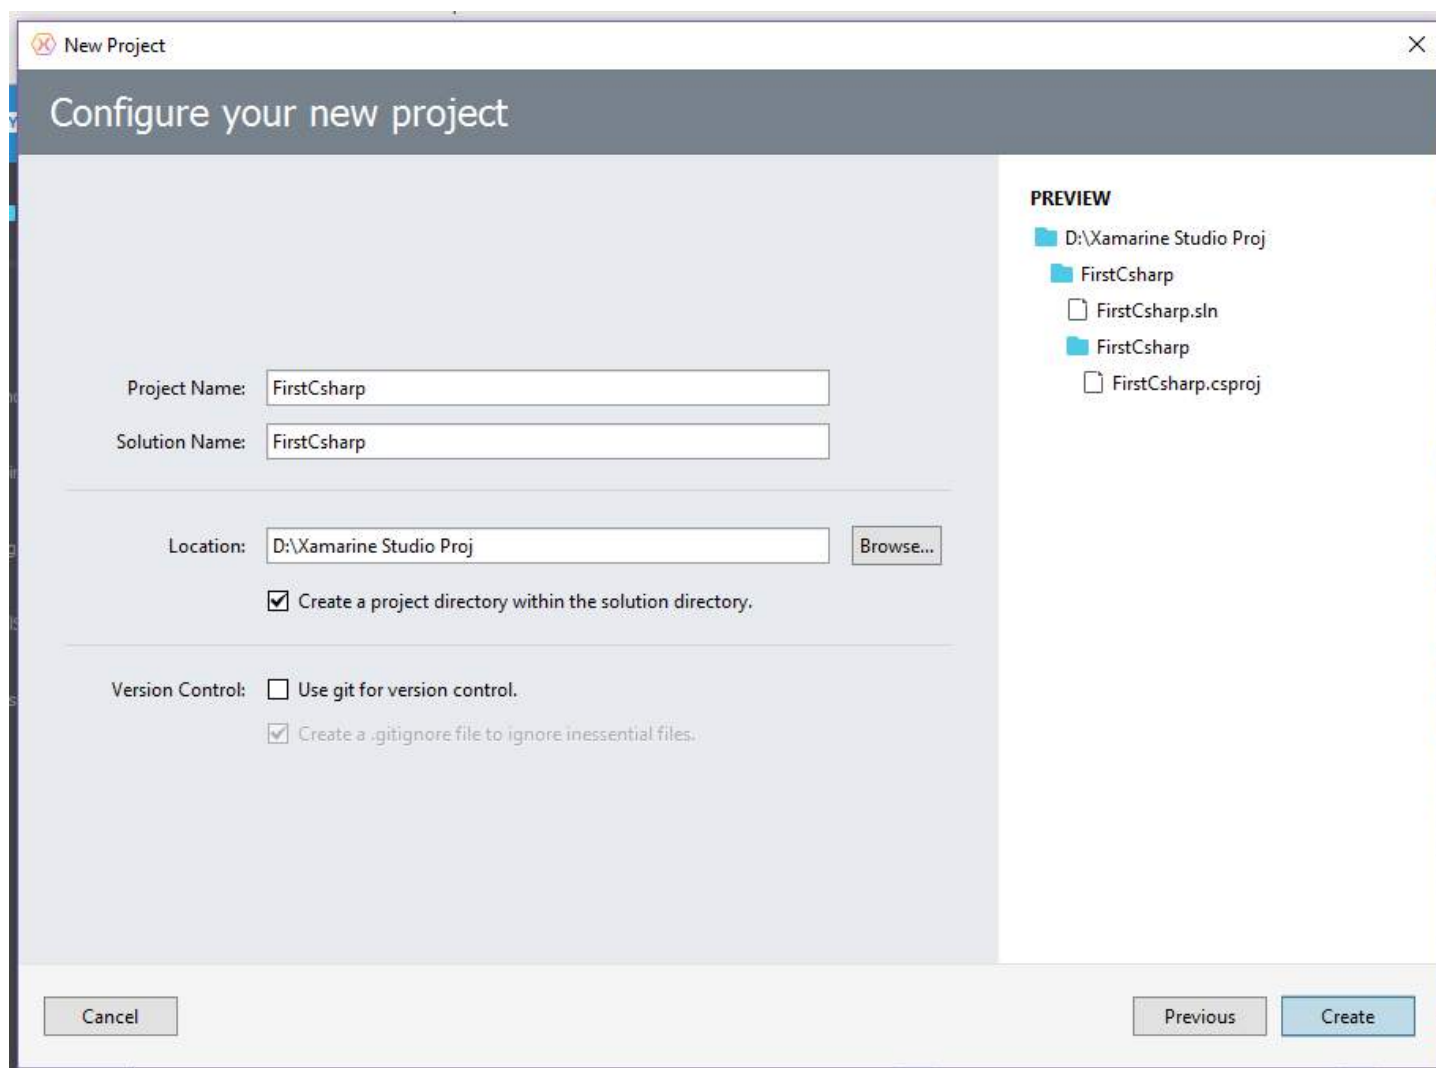 New Project
Configure your new project
PREVIEW
D:\Xamarine Studio Proj
FirstCsharp
FirstCsharp.sln
FirstCsharp
FirstCsharp.csproj
Project Name: FirstCsharp
Solution Name: FirstCsharp
Location: D:\Xamarine Studio Proj Browse...
Create a project directory within the solution directory.
Version Control: Use git for version control.
Create a .gitignore file to ignore inessential files.
Cancel Previous Create